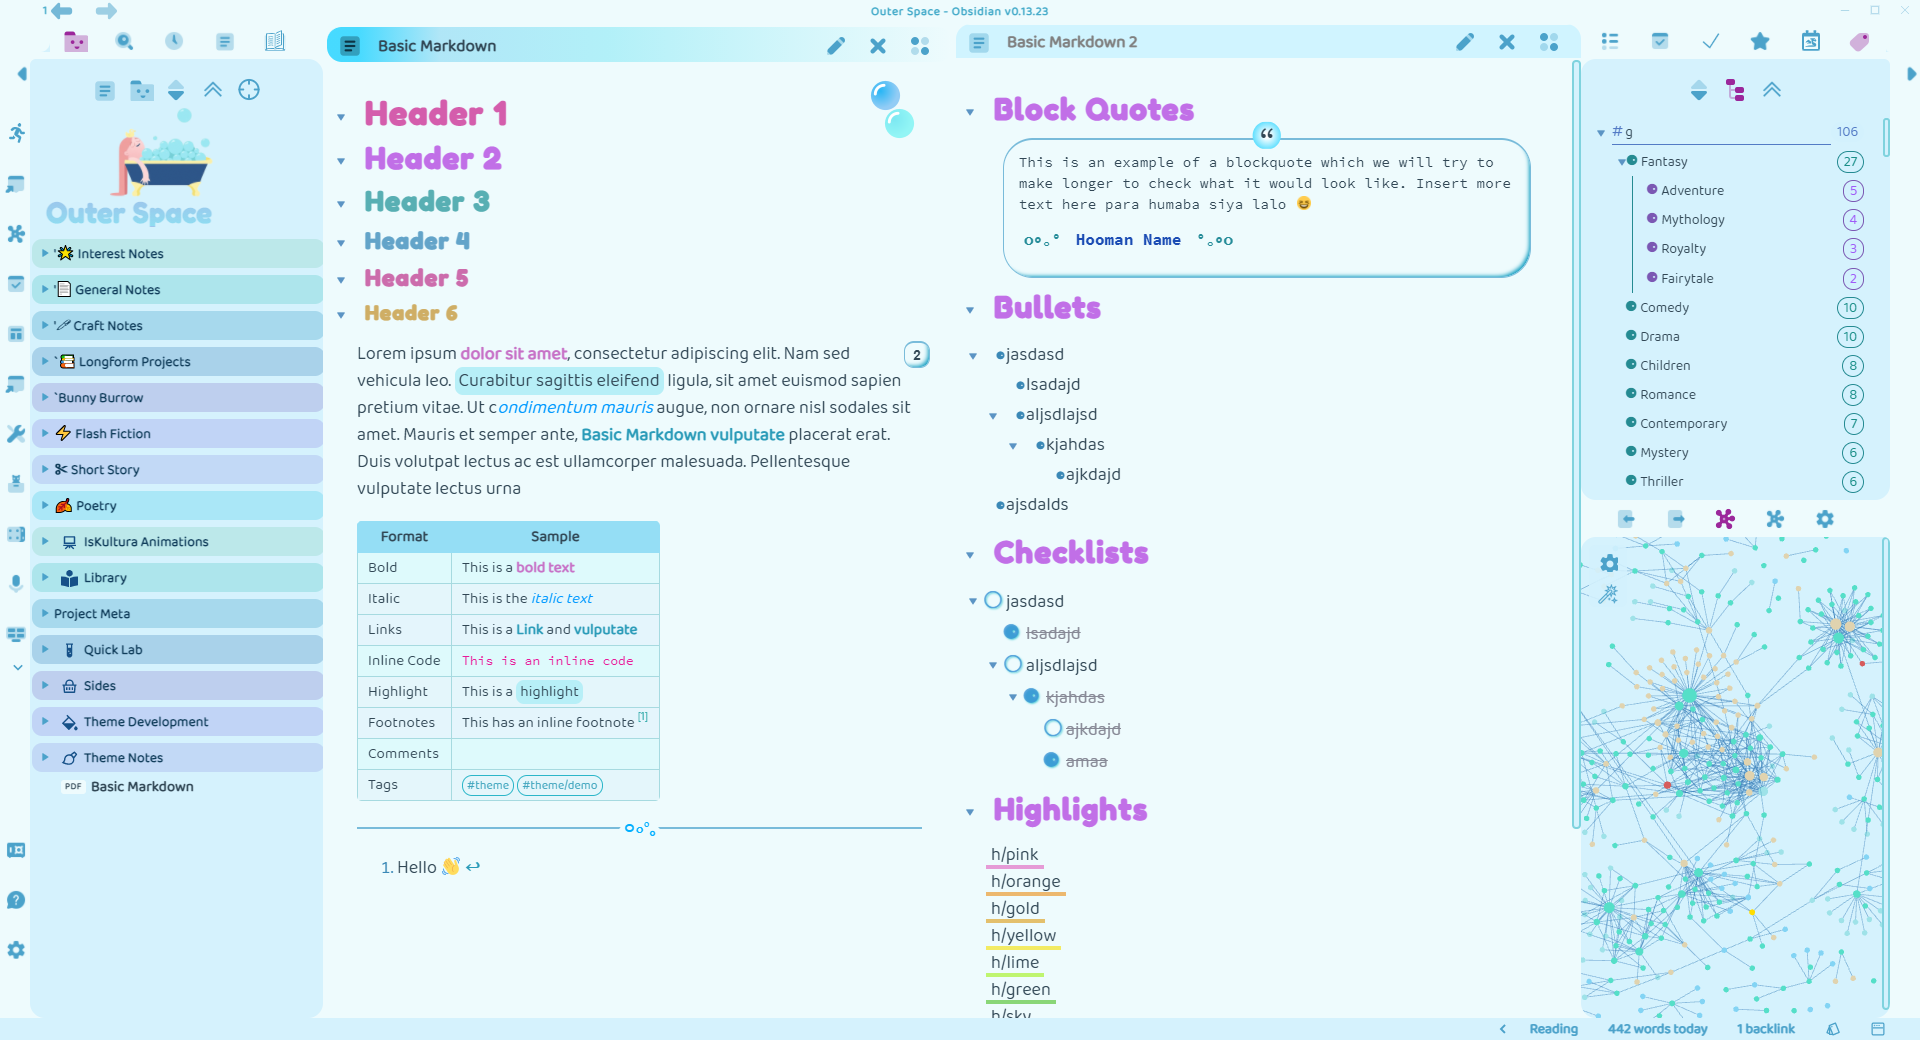 1
Outer Space - Obsidian v0.13.23
Outer Space
'🌟 Interest Notes
'📄 General Notes
'🖋 Craft Notes
`📚 Longform Projects
`Bunny Burrow
⚡ Flash Fiction
✂ Short Story
🍂 Poetry
IsKultura Animations
Library
Project Meta
Quick Lab
Sides
Theme Development
Theme Notes
PDF Basic Markdown
Basic Markdown
Header 1
Header 2
Header 3
Header 4
Header 5
Header 6
Lorem ipsum dolor sit amet, consectetur adipiscing elit. Nam sed
2
vehicula leo. Curabitur sagittis eleifend ligula, sit amet euismod sapien
pretium vitae. Ut condimentum mauris augue, non ornare nisl sodales sit
amet. Mauris et semper ante, Basic Markdown vulputate placerat erat.
Duis volutpat lectus ac est ullamcorper malesuada. Pellentesque
vulputate lectus urna
Format Sample
Bold This is a bold text
Italic This is the italic text
Links This is a Link and vulputate
Inline Code This is an inline code
Highlight This is a highlight
Footnotes This has an inline footnote [1]
Comments
Tags #theme #theme/demo
1. Hello 👋 ↩
Basic Markdown 2
Block Quotes
“
This is an example of a blockquote which we will try to
make longer to check what it would look like. Insert more
text here para humaba siya lalo 😆
Hooman Name
Bullets
jasdasd
lsadajd
aljsdlajsd
kjahdas
ajkdajd
ajsdalds
Checklists
jasdasd
lsadajd
aljsdlajsd
kjahdas
ajkdajd
amaa
Highlights
h/pink
h/orange
h/gold
h/yellow
h/lime
h/green
h/sky
# g 106
Fantasy 27
Adventure 5
Mythology 4
Royalty 3
Fairytale 2
Comedy 10
Drama 10
Children 8
Romance 8
Contemporary 7
Mystery 6
Thriller 6
Reading 442 words today 1 backlink